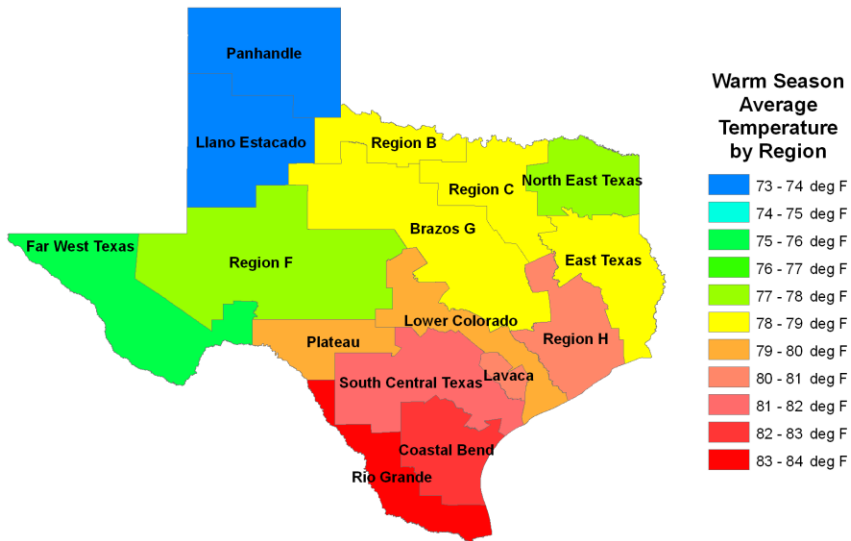 Panhandle
Llano Estacado
Region B
Region C
North East Texas
Brazos G
Far West Texas
Region F
East Texas
Lower Colorado
Plateau
Region H
South Central Texas
Lavaca
Coastal Bend
Rio Grande
Warm Season
Average
Temperature
by Region
73 - 74 deg F
74 - 75 deg F
75 - 76 deg F
76 - 77 deg F
77 - 78 deg F
78 - 79 deg F
79 - 80 deg F
80 - 81 deg F
81 - 82 deg F
82 - 83 deg F
83 - 84 deg F